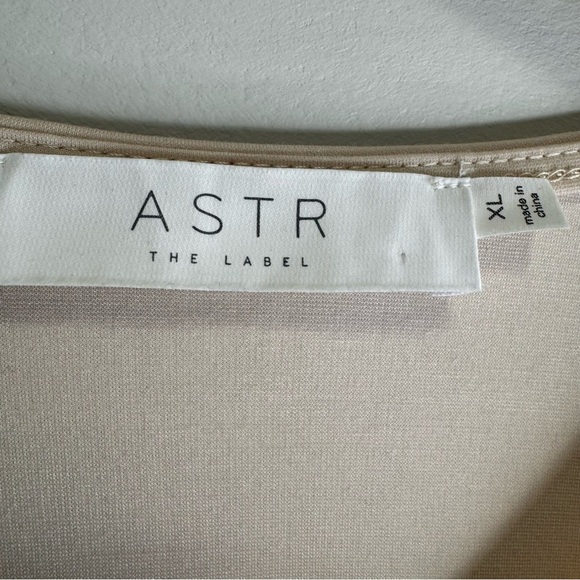 ASTR
THE LABEL
XL
made in
china